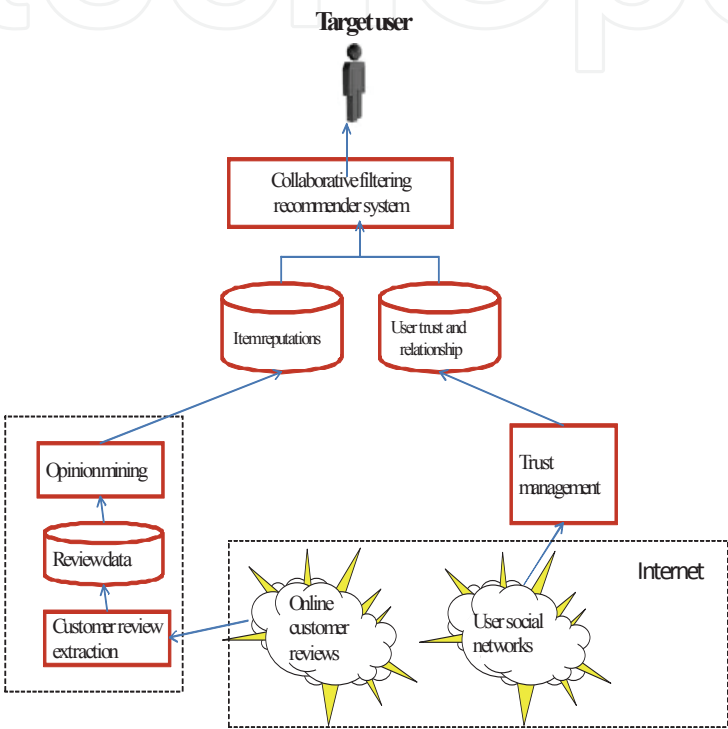 Target user
Collaborative filtering
recommender system
Item reputations
User trust and
relationship
Opinion mining
Trust
management
Review data
Internet
Online
customer
reviews
User social
networks
Customer review
extraction